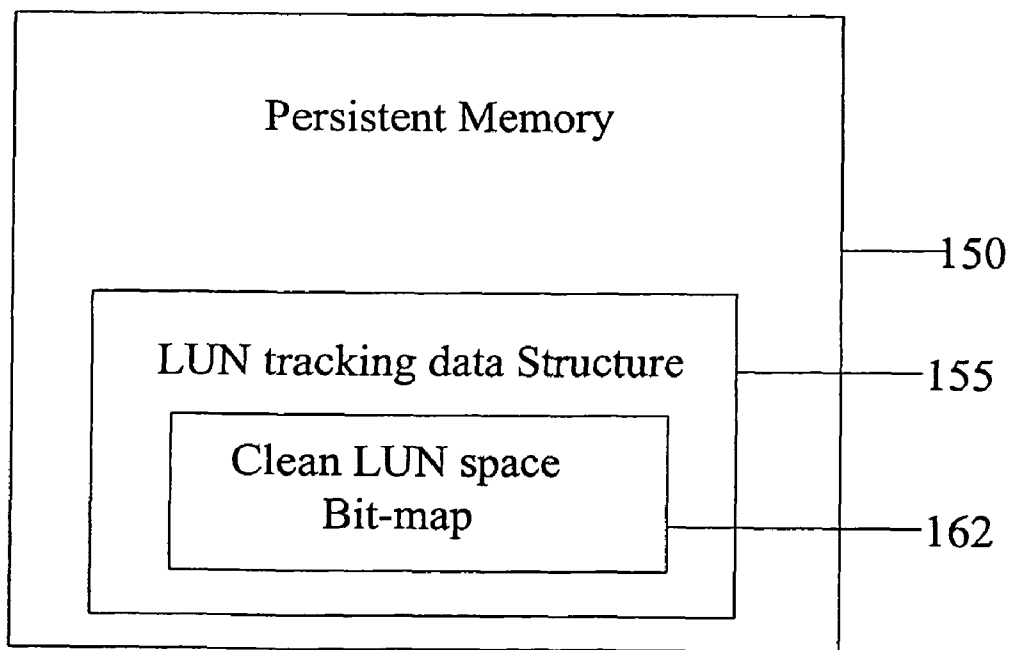 Persistent Memory
150
LUN tracking data Structure
155
Clean LUN space
Bit-map
162